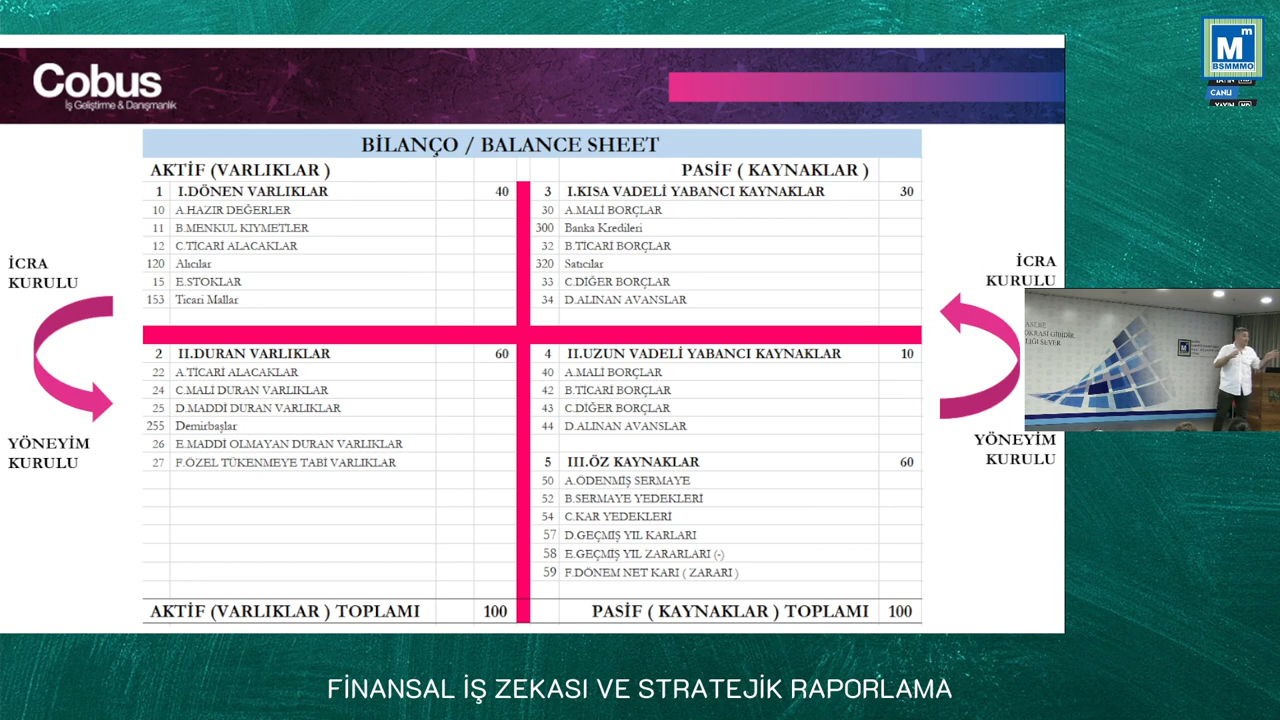 Cobus
İş Geliştirme & Danışmanlık
Mm
BSMMMO
CANLI
YAYIN HD
BİLANÇO / BALANCE SHEET
AKTİF (VARLIKLAR ) PASİF ( KAYNAKLAR )
1 I.DÖNEN VARLIKLAR 40 3 I.KISA VADELİ YABANCI KAYNAKLAR 30
10 A.HAZIR DEĞERLER 30 A.MALİ BORÇLAR
11 B.MENKUL KIYMETLER 300 Banka Kredileri
12 C.TİCARİ ALACAKLAR 32 B.TİCARİ BORÇLAR
120 Alıcılar 320 Satıcılar
15 E.STOKLAR 33 C.DİĞER BORÇLAR
153 Ticari Mallar 34 D.ALINAN AVANSLAR
2 II.DURAN VARLIKLAR 60 4 II.UZUN VADELİ YABANCI KAYNAKLAR 10
22 A.TİCARİ ALACAKLAR 40 A.MALİ BORÇLAR
24 C.MALİ DURAN VARLIKLAR 42 B.TİCARİ BORÇLAR
25 D.MADDİ DURAN VARLIKLAR 43 C.DİĞER BORÇLAR
255 Demirbaşlar 44 D.ALINAN AVANSLAR
26 E.MADDİ OLMAYAN DURAN VARLIKLAR
27 F.ÖZEL TÜKENMEYE TABİ VARLIKLAR 5 III.ÖZ KAYNAKLAR 60
50 A.ÖDENMİŞ SERMAYE
52 B.SERMAYE YEDEKLERİ
54 C.KAR YEDEKLERİ
57 D.GEÇMİŞ YIL KARLARI
58 E.GEÇMİŞ YIL ZARARLARI (-)
59 F.DÖNEM NET KARI ( ZARARI )
AKTİF (VARLIKLAR ) TOPLAMI 100 PASİF ( KAYNAKLAR ) TOPLAMI 100
İCRA
KURULU
YÖNEYİM
KURULU
İCRA
KURULU
YÖNEYİM
KURULU
FİNANSAL İŞ ZEKASI VE STRATEJİK RAPORLAMA